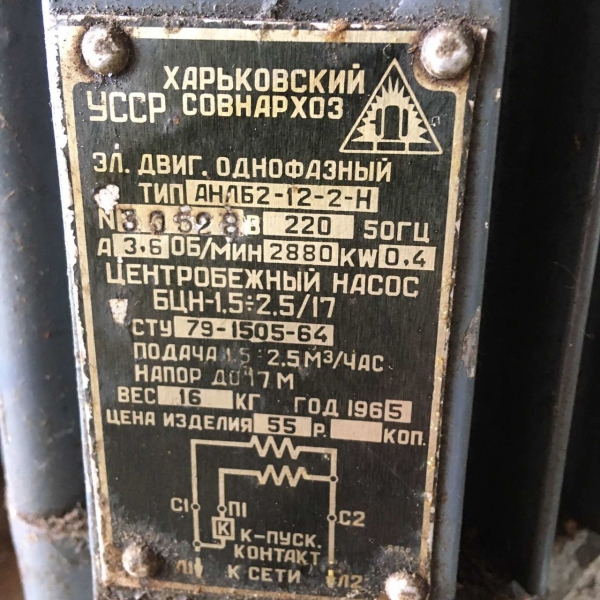 ХАРЬКОВСКИЙ
УССР СОВНАРХОЗ
ЭЛ. ДВИГ. ОДНОФАЗНЫЙ
ТИП АНЛБ2-12-2-Н
N 30528 В 220 50ГЦ
А 3,6 ОБ/МИН 2880 KW 0,4
ЦЕНТРОБЕЖНЫЙ НАСОС
БЦН-1.5÷2.5/17
СТУ 79-1505-64
ПОДАЧА 1.5÷2.5 М³/ЧАС
НАПОР ДО 17 М
ВЕС 16 КГ ГОД 1965
ЦЕНА ИЗДЕЛИЯ 55 Р. КОП.
С1 П1 С2
К К-ПУСК.
КОНТАКТ
Л1 К СЕТИ Л2